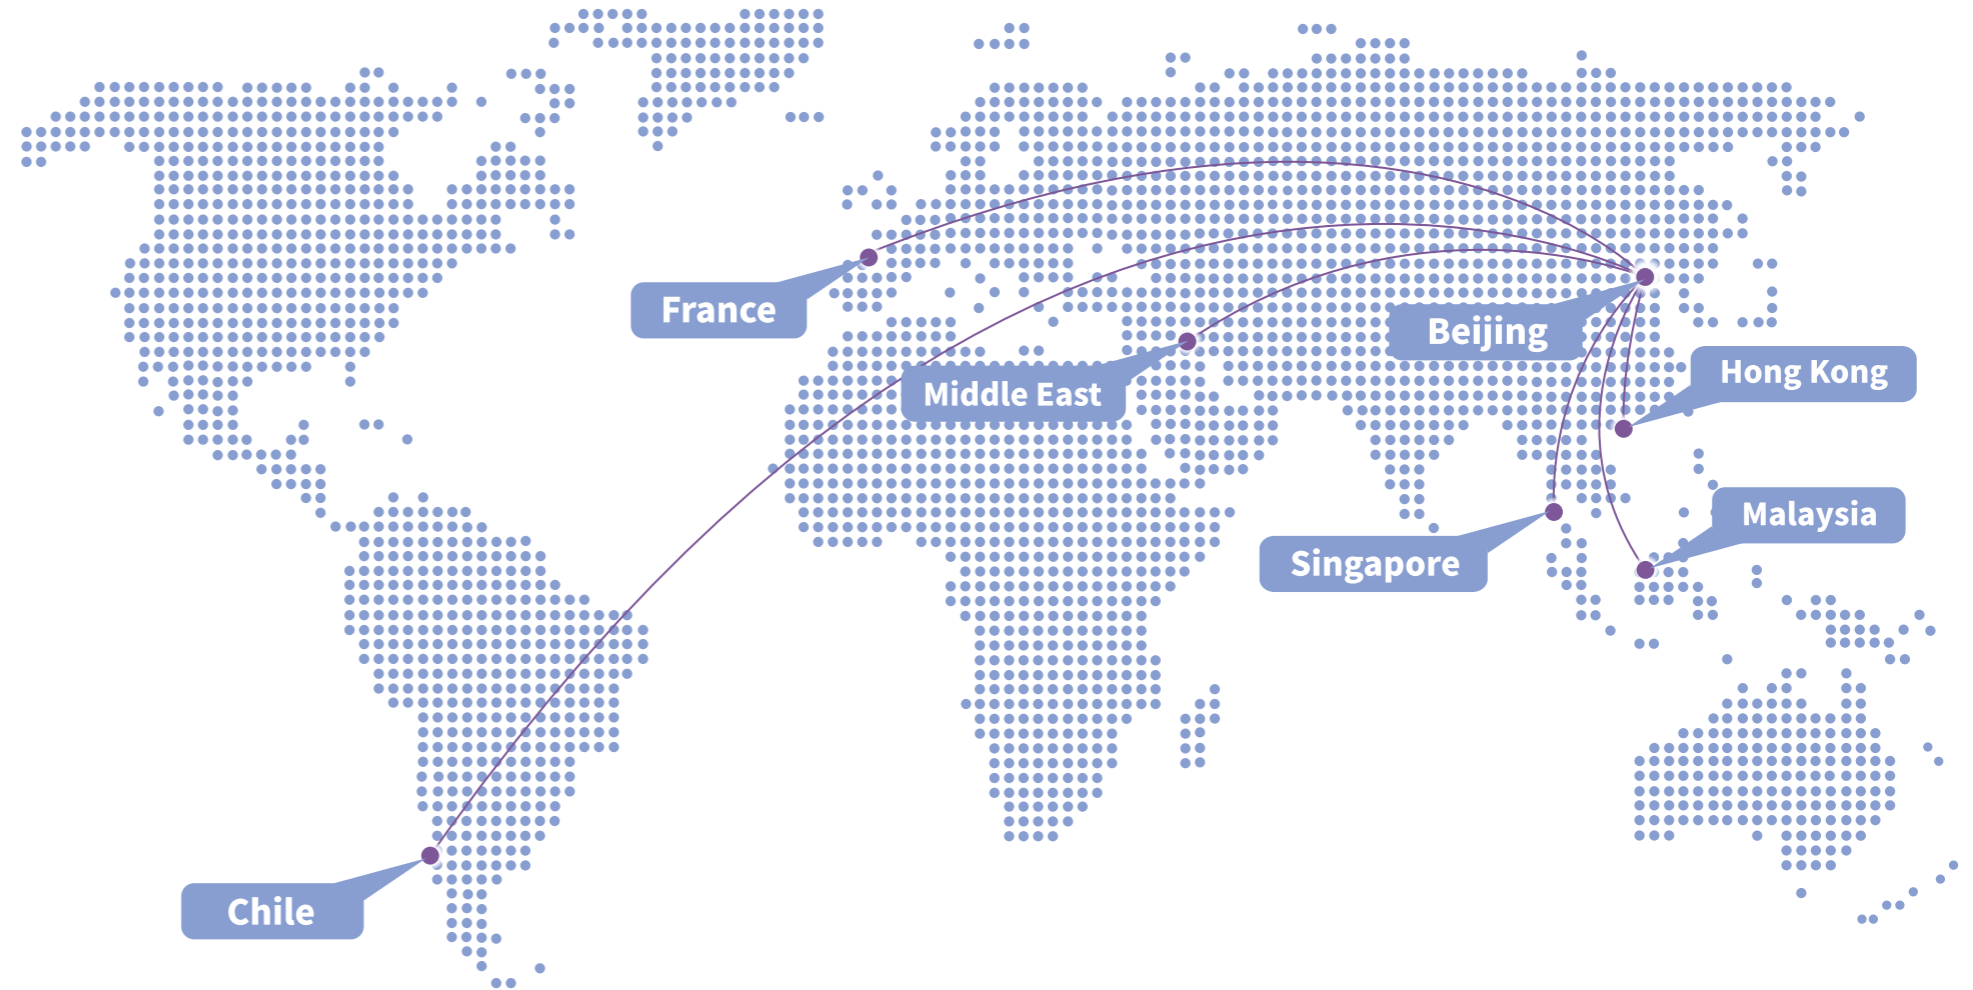 France
Beijing
Hong Kong
Middle East
Malaysia
Singapore
Chile